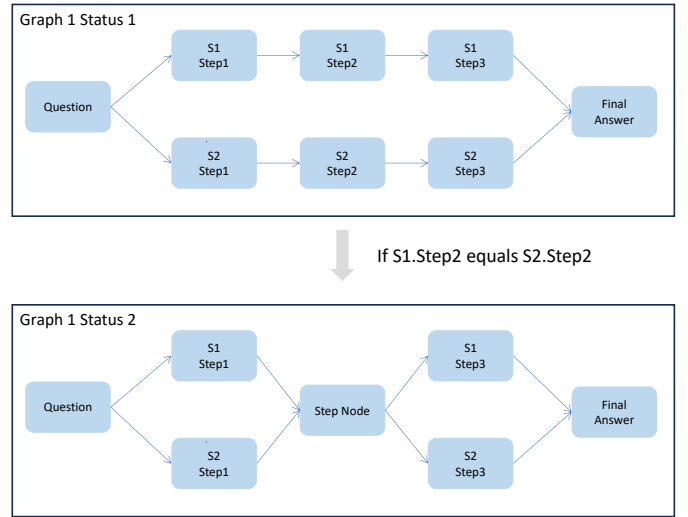 Graph 1 Status 1
S1
Step1
S1
Step2
S1
Step3
Question
Final
Answer
S2
Step1
S2
Step2
S2
Step3
If S1.Step2 equals S2.Step2
Graph 1 Status 2
S1
Step1
S1
Step3
Question
Step Node
Final
Answer
S2
Step1
S2
Step3